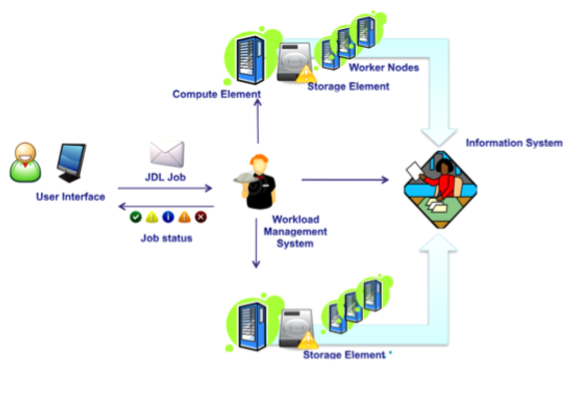 Worker Nodes
Storage Element
Compute Element
Information System
JDL Job
User Interface
Job status
Workload
Management
System
Storage Element